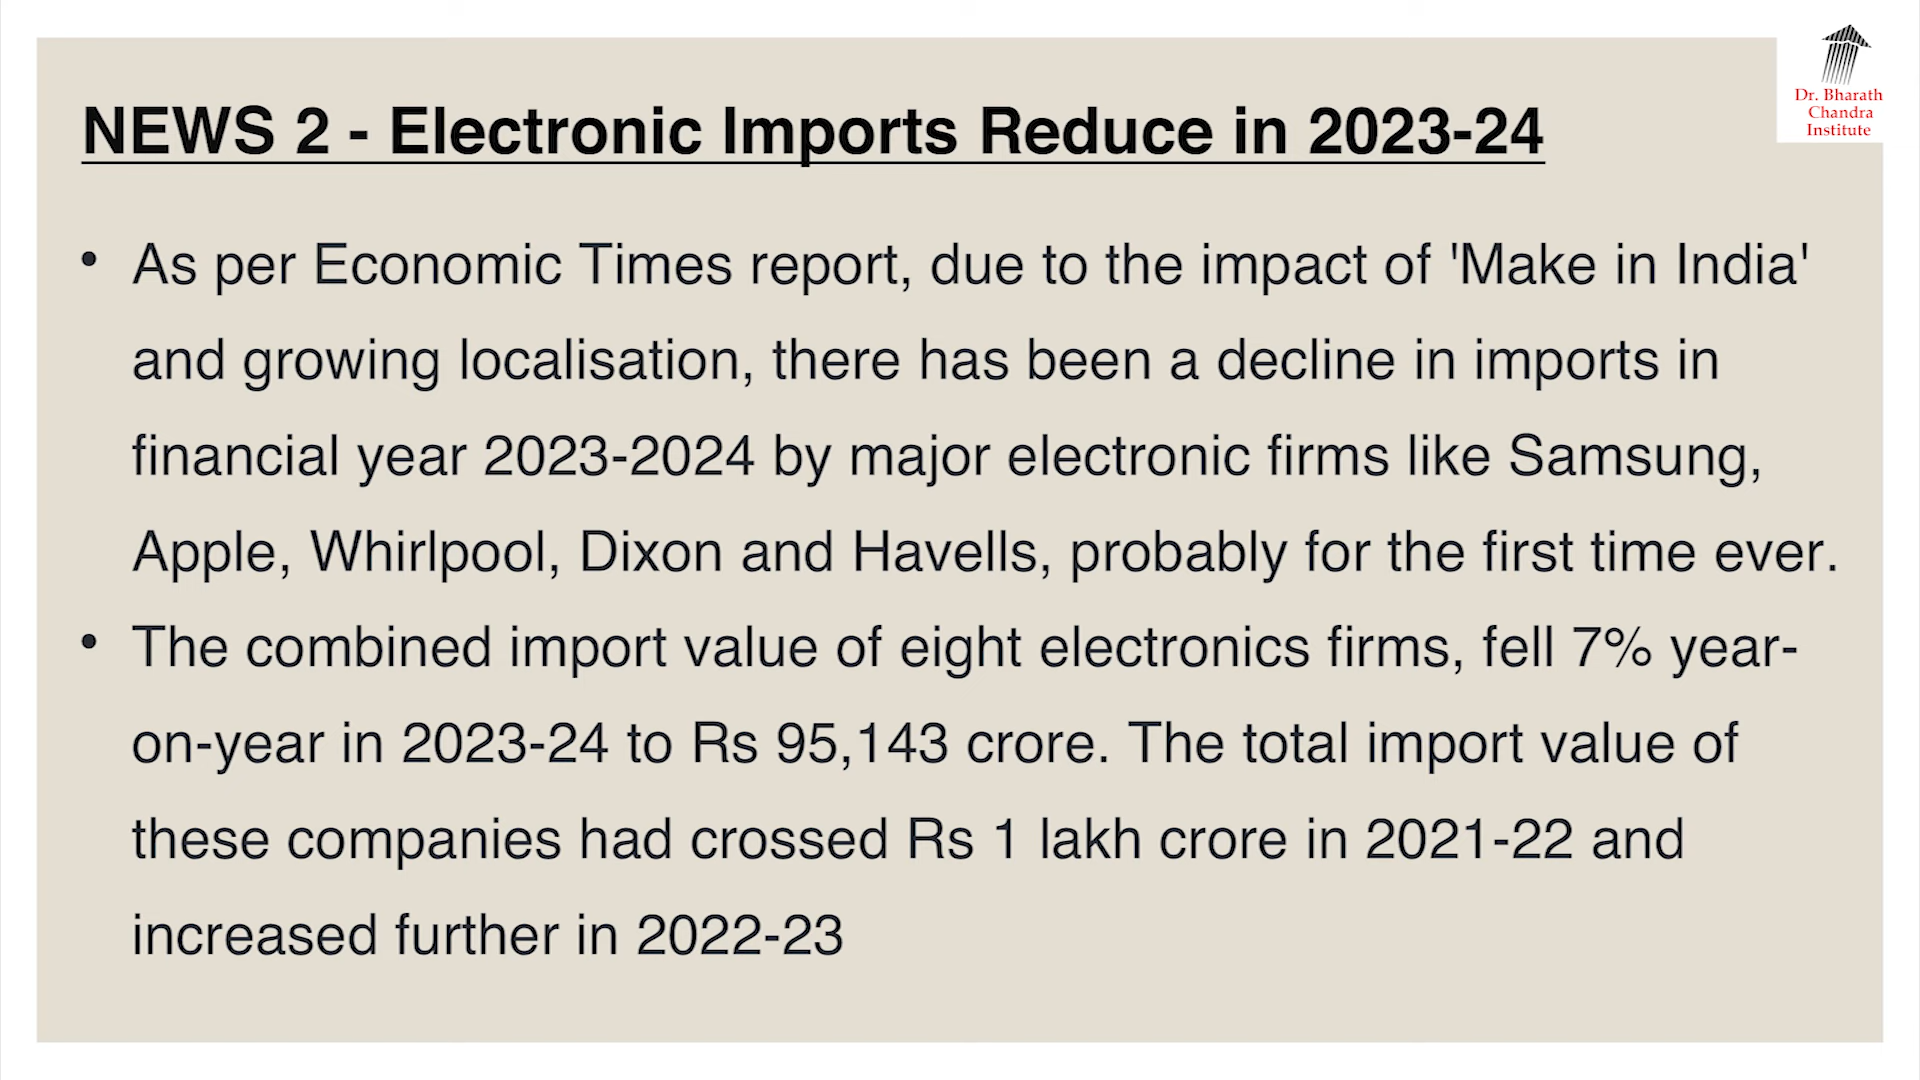 Dr. Bharath
Chandra
Institute
NEWS 2 - Electronic Imports Reduce in 2023-24
• As per Economic Times report, due to the impact of 'Make in India'
and growing localisation, there has been a decline in imports in
financial year 2023-2024 by major electronic firms like Samsung,
Apple, Whirlpool, Dixon and Havells, probably for the first time ever.
• The combined import value of eight electronics firms, fell 7% year-
on-year in 2023-24 to Rs 95,143 crore. The total import value of
these companies had crossed Rs 1 lakh crore in 2021-22 and
increased further in 2022-23